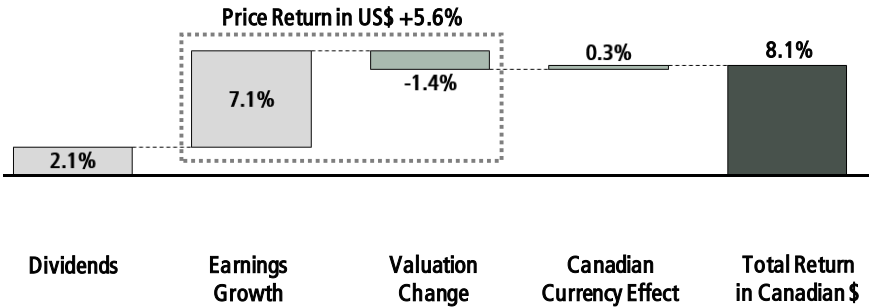 Price Return in US$ +5.6%
2.1%
7.1%
-1.4%
0.3%
8.1%
Dividends
Earnings
Growth
Valuation
Change
Canadian
Currency Effect
Total Return
in Canadian $